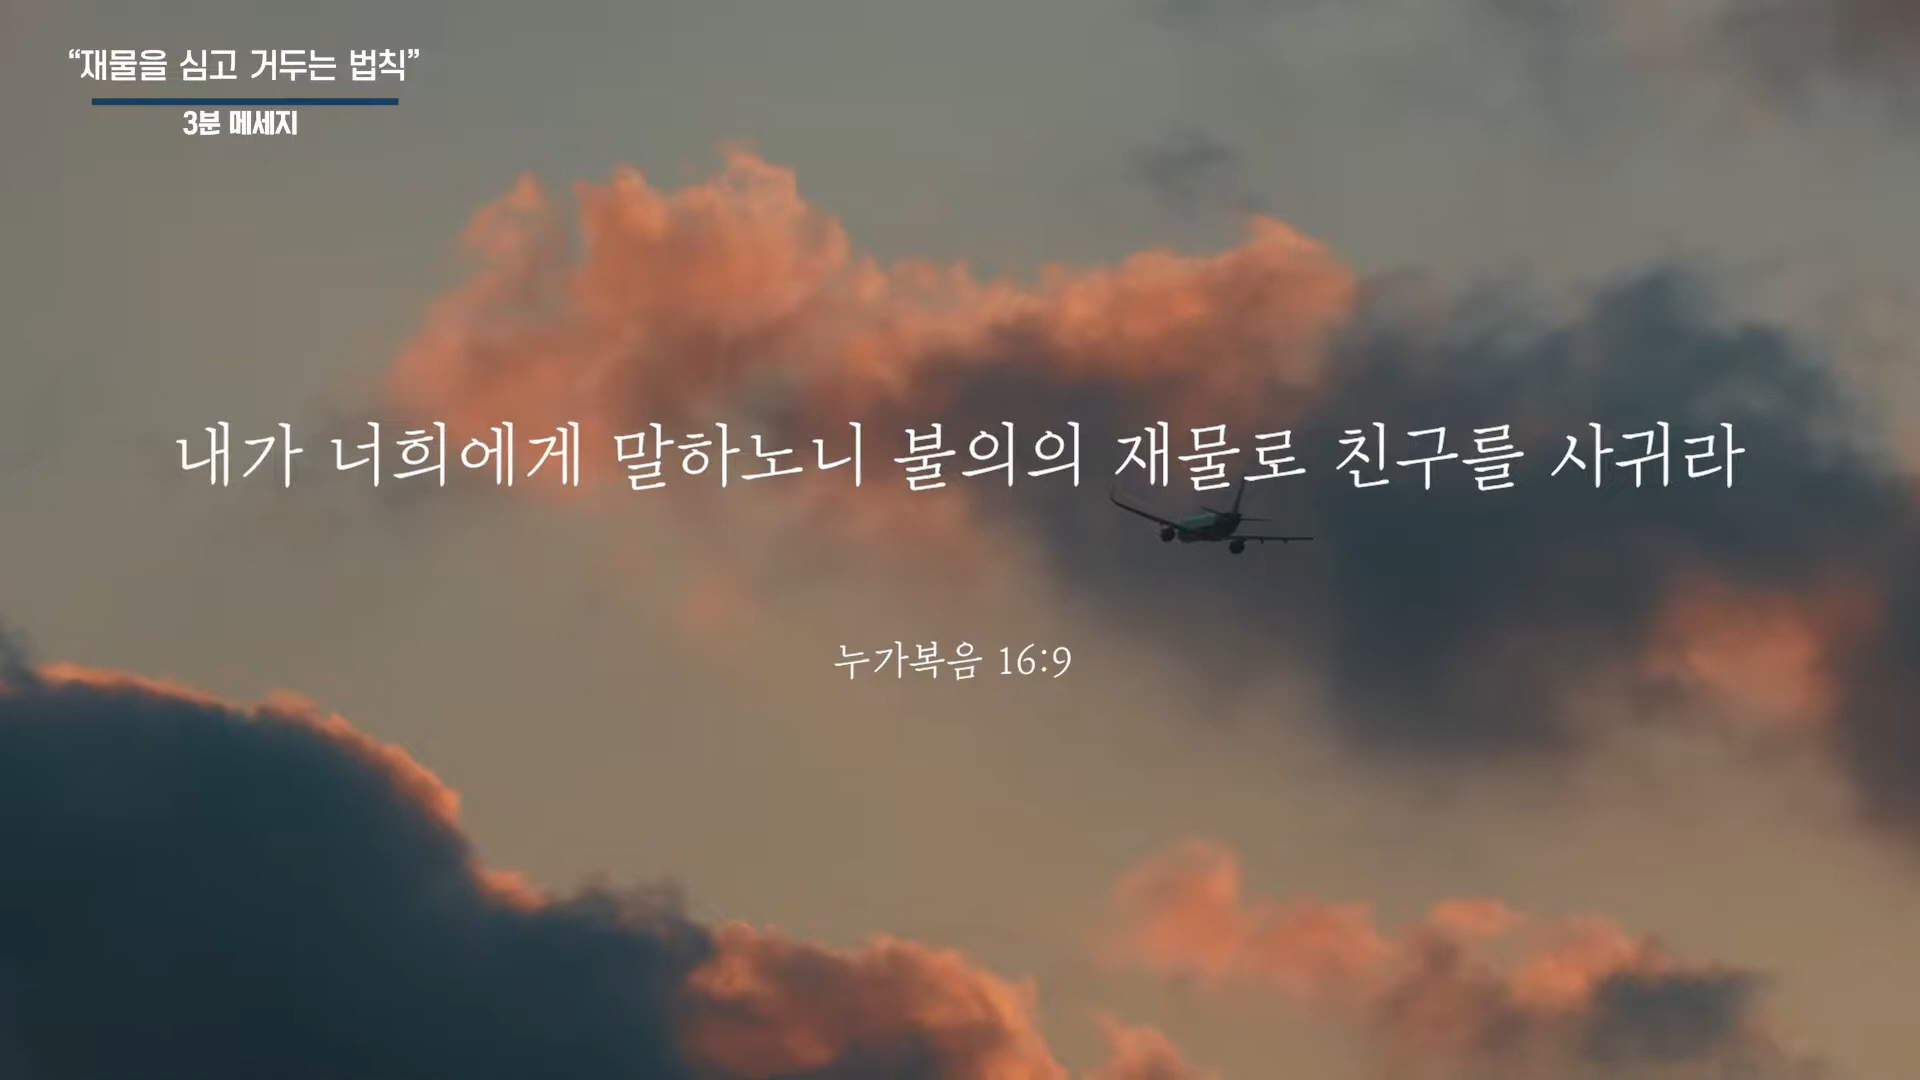 “재물을 심고 거두는 법칙”
3분 메세지
내가 너희에게 말하노니 불의의 재물로 친구를 사귀라
누가복음 16:9